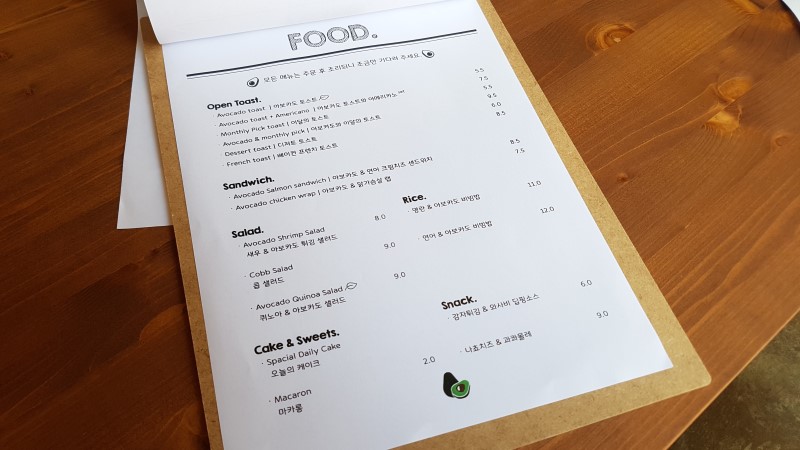 FOOD.
모든 메뉴는 주문 후 조리되니 조금만 기다려 주세요
Open Toast.
· Avocado toast | 아보카도 토스트 5.5
· Avocado toast + Americano | 아보카도 토스트와 아메리카노 7.5
· Monthly Pick toast | 이달의 토스트 5.5
· Avocado & monthly pick | 아보카도와 이달의 토스트 9.5
· Dessert toast | 디저트 토스트 6.0
· French toast | 베이컨 프렌치 토스트 8.5
Sandwich.
· Avocado Salmon sandwich | 아보카도 & 연어 크림치즈 샌드위치 8.5
· Avocado chicken wrap | 아보카도 & 닭가슴살 랩 7.5
Salad.
· Avocado Shrimp Salad 8.0
새우 & 아보카도 튀김 샐러드
· Cobb Salad 9.0
콥 샐러드
· Avocado Quinoa Salad 9.0
퀴노아 & 아보카도 샐러드
Rice.
· 명란 & 아보카도 비빔밥 11.0
· 연어 & 아보카도 비빔밥 12.0
Cake & Sweets.
· Spacial Daily Cake
오늘의 케이크
· Macaron 2.0
마카롱
Snack.
· 감자튀김 & 와사비 딥핑소스 6.0
· 나쵸치즈 & 과콰몰레 9.0